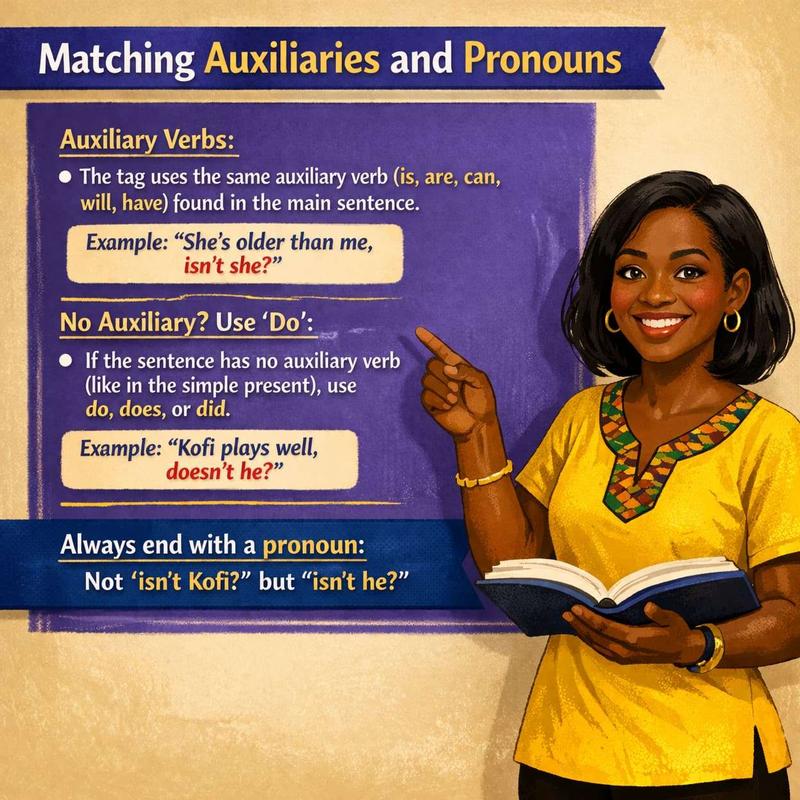 Matching Auxiliaries and Pronouns
Auxiliary Verbs:
● The tag uses the same auxiliary verb (is, are, can,
will, have) found in the main sentence.
Example: “She’s older than me,
isn’t she?”
No Auxiliary? Use ‘Do’:
● If the sentence has no auxiliary verb
(like in the simple present), use
do, does, or did.
Example: “Kofi plays well,
doesn’t he?”
Always end with a pronoun:
Not ‘isn’t Kofi?” but “isn’t he?”